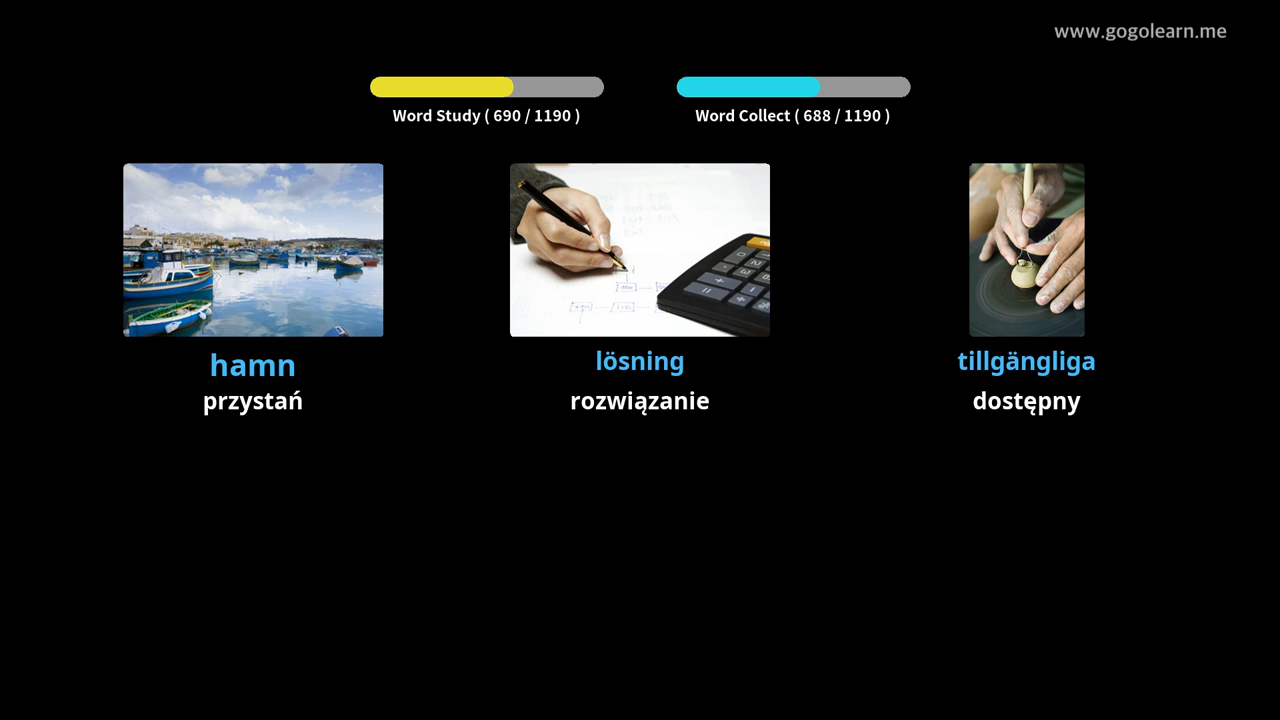 www.gogolearn.me
Word Study ( 690 / 1190 )
Word Collect ( 688 / 1190 )
hamn
przystań
lösning
rozwiązanie
tillgängliga
dostępny